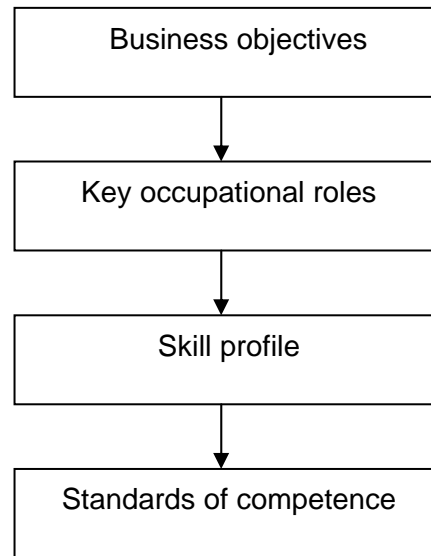 Business objectives
Key occupational roles
Skill profile
Standards of competence